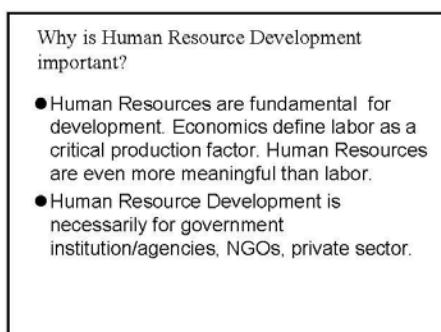 Why is Human Resource Development
important?
●Human Resources are fundamental for
development. Economics define labor as a
critical production factor. Human Resources
are even more meaningful than labor.
●Human Resource Development is
necessarily for government
institution/agencies, NGOs, private sector.